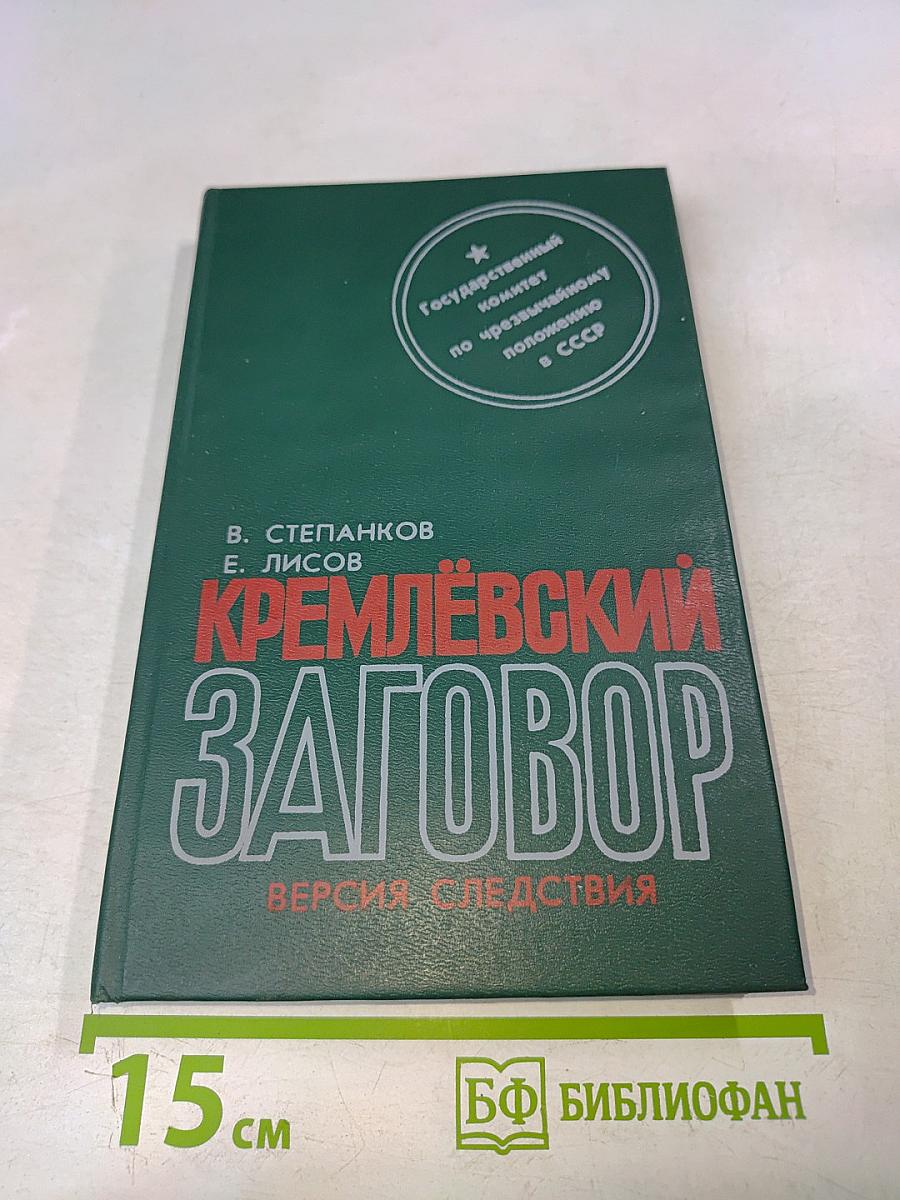 Государственный
комитет
по чрезвычайному
положению
в СССР
В. СТЕПАНКОВ
Е. ЛИСОВ
КРЕМЛЁВСКИЙ
ЗАГОВОР
ВЕРСИЯ СЛЕДСТВИЯ
15 см
БФ БИБЛИОФАН